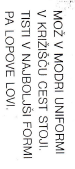 MOŽ V MODRI UNIFORMI
V KRIŽIŠČU CEST STOJI,
TISTI V NAJBOLJŠI FORMI
PA LOPOVE LOVI.